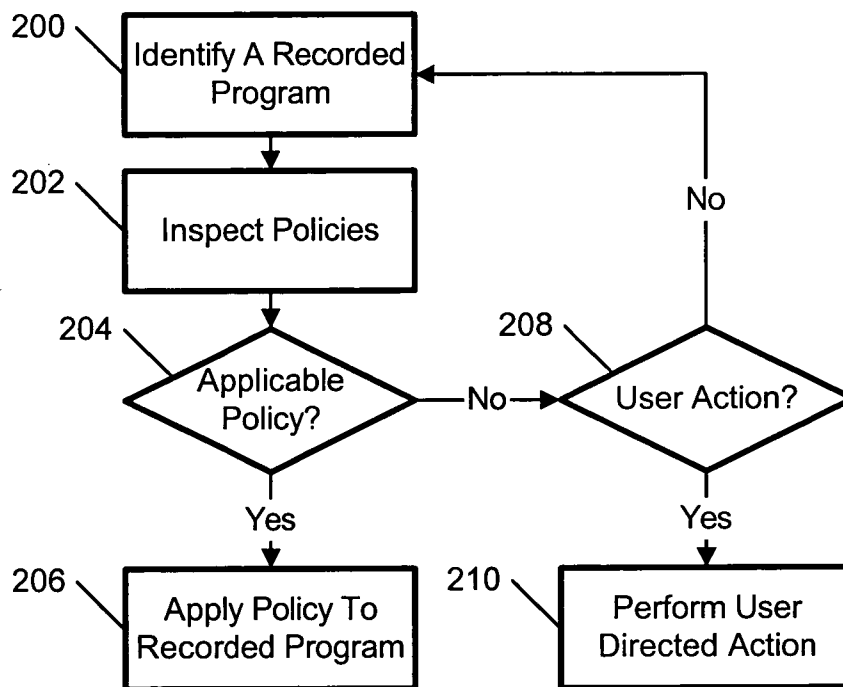 200
Identify A Recorded
Program
202
Inspect Policies
No
204
Applicable
Policy?
No
208
User Action?
Yes
Yes
206
Apply Policy To
Recorded Program
210
Perform User
Directed Action